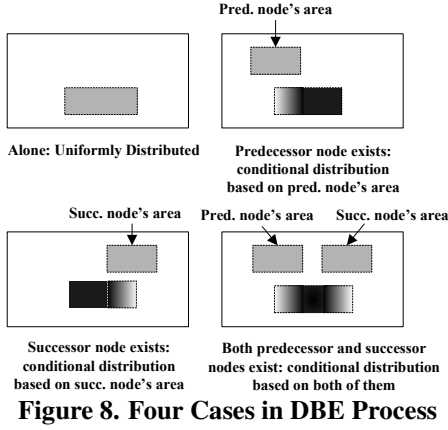 Pred. node's area
Alone: Uniformly Distributed
Predecessor node exists:
conditional distribution
based on pred. node's area
Succ. node's area
Successor node exists:
conditional distribution
based on succ. node's area
Pred. node's area
Succ. node's area
Both predecessor and successor
nodes exist: conditional distribution
based on both of them
Figure 8. Four Cases in DBE Process